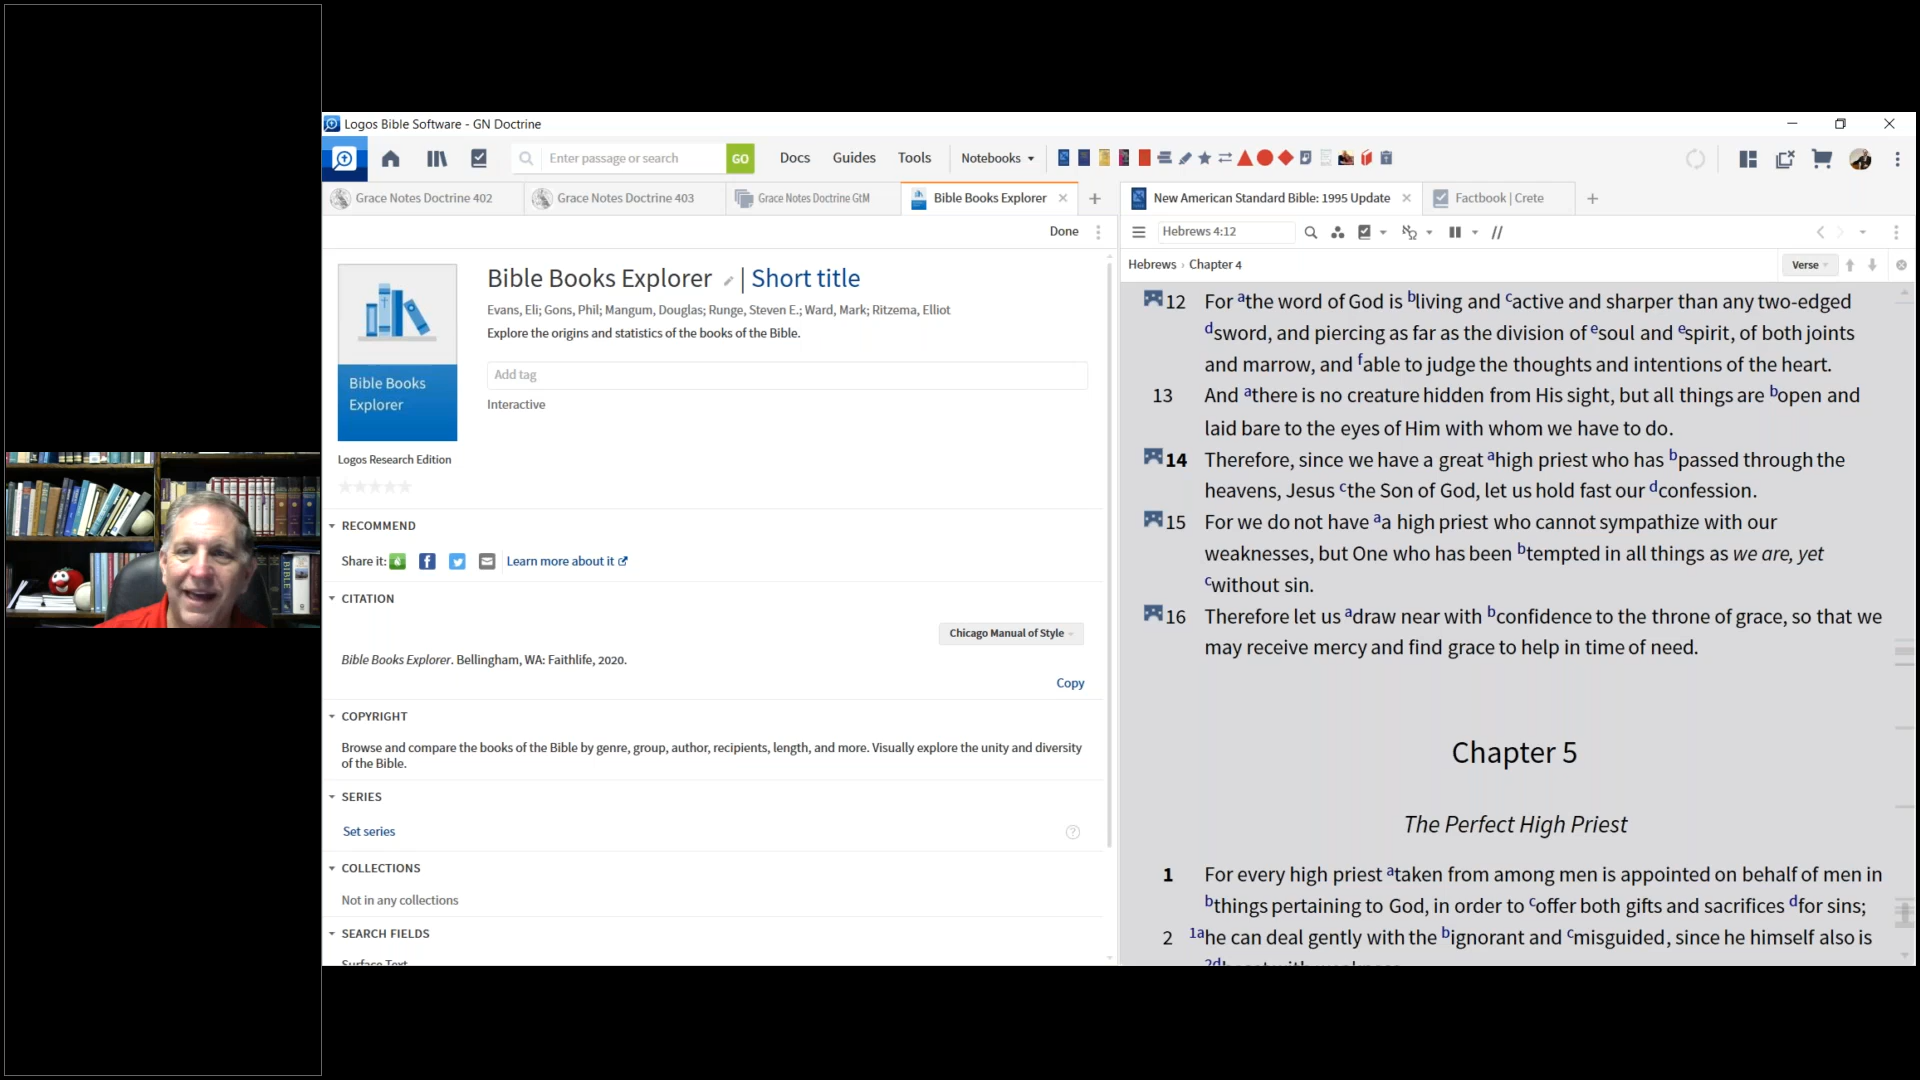 Logos Bible Software - GN Doctrine
Enter passage or search
GO
Docs
Guides
Tools
Notebooks
Grace Notes Doctrine 402
Grace Notes Doctrine 403
Grace Notes Doctrine GtM
Bible Books Explorer
New American Standard Bible: 1995 Update
Factbook | Crete
Done
Hebrews 4:12
Hebrews › Chapter 4
Verse
Bible Books Explorer | Short title
Evans, Eli; Gons, Phil; Mangum, Douglas; Runge, Steven E.; Ward, Mark; Ritzema, Elliot
Explore the origins and statistics of the books of the Bible.
Add tag
Interactive
Bible Books
Explorer
Logos Research Edition
RECOMMEND
Share it:
Learn more about it
CITATION
Chicago Manual of Style
Bible Books Explorer. Bellingham, WA: Faithlife, 2020.
Copy
COPYRIGHT
Browse and compare the books of the Bible by genre, group, author, recipients, length, and more. Visually explore the unity and diversity
of the Bible.
SERIES
Set series
?
COLLECTIONS
Not in any collections
SEARCH FIELDS
Surface Text
12 For athe word of God is bliving and cactive and sharper than any two-edged
dsword, and piercing as far as the division of esoul and espirit, of both joints
and marrow, and fable to judge the thoughts and intentions of the heart.
13 And athere is no creature hidden from His sight, but all things are bopen and
laid bare to the eyes of Him with whom we have to do.
14 Therefore, since we have a great ahigh priest who has bpassed through the
heavens, Jesus cthe Son of God, let us hold fast our dconfession.
15 For we do not have aa high priest who cannot sympathize with our
weaknesses, but One who has been btempted in all things as we are, yet
cwithout sin.
16 Therefore let us adraw near with bconfidence to the throne of grace, so that we
may receive mercy and find grace to help in time of need.
Chapter 5
The Perfect High Priest
1 For every high priest ataken from among men is appointed on behalf of men in
bthings pertaining to God, in order to coffer both gifts and sacrifices dfor sins;
2 1ahe can deal gently with the bignorant and cmisguided, since he himself also is
BIBLE